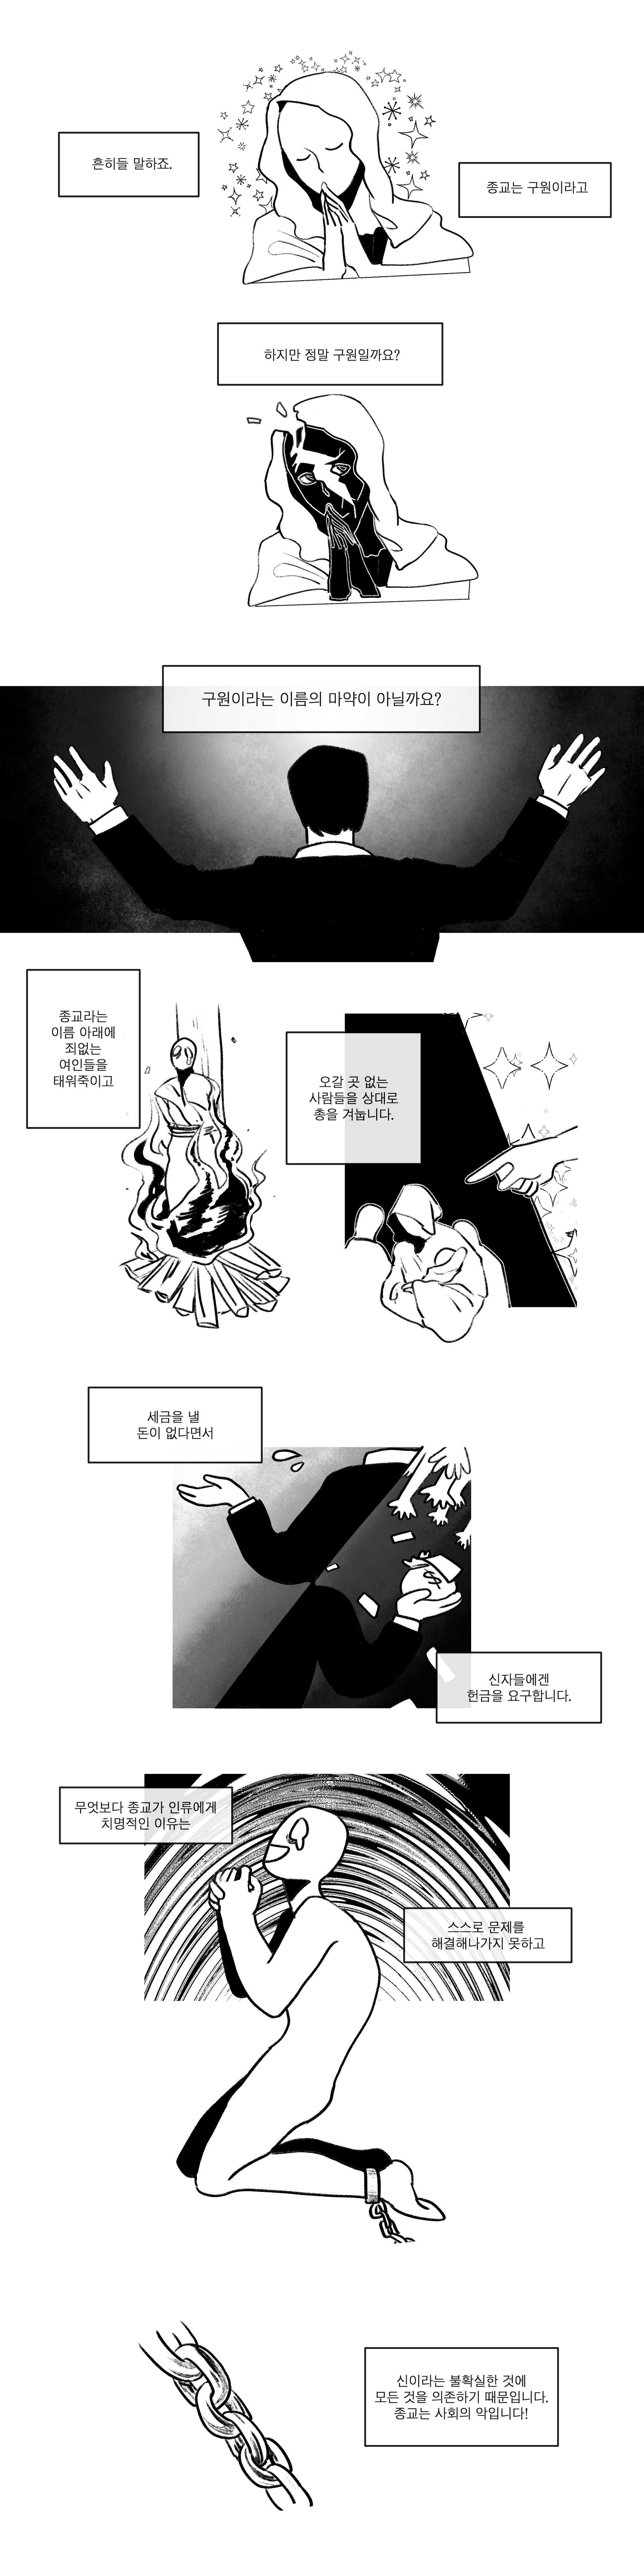 흔히들 말하죠.
종교는 구원이라고
하지만 정말 구원일까요?
구원이라는 이름의 마약이 아닐까요?
종교라는
이름 아래에
죄없는
여인들을
태워죽이고
오갈 곳 없는
사람들을 상대로
총을 겨눕니다.
세금을 낼
돈이 없다면서
신자들에겐
헌금을 요구합니다.
무엇보다 종교가 인류에게
치명적인 이유는
스스로 문제를
해결해나가지 못하고
신이라는 불확실한 것에
모든 것을 의존하기 때문입니다.
종교는 사회의 악입니다!